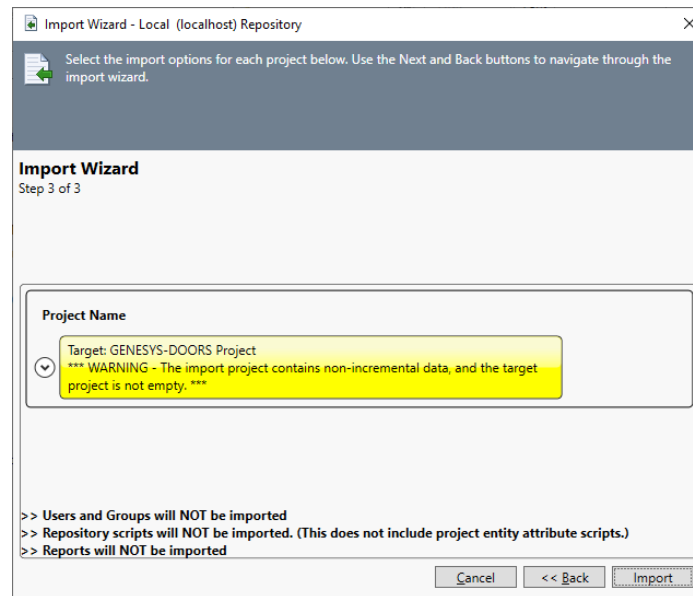 Import Wizard - Local (localhost) Repository
Select the import options for each project below. Use the Next and Back buttons to navigate through the
import wizard.
Import Wizard
Step 3 of 3
Project Name
Target: GENESYS-DOORS Project
*** WARNING - The import project contains non-incremental data, and the target
project is not empty. ***
>> Users and Groups will NOT be imported
>> Repository scripts will NOT be imported. (This does not include project entity attribute scripts.)
>> Reports will NOT be imported
Cancel << Back Import